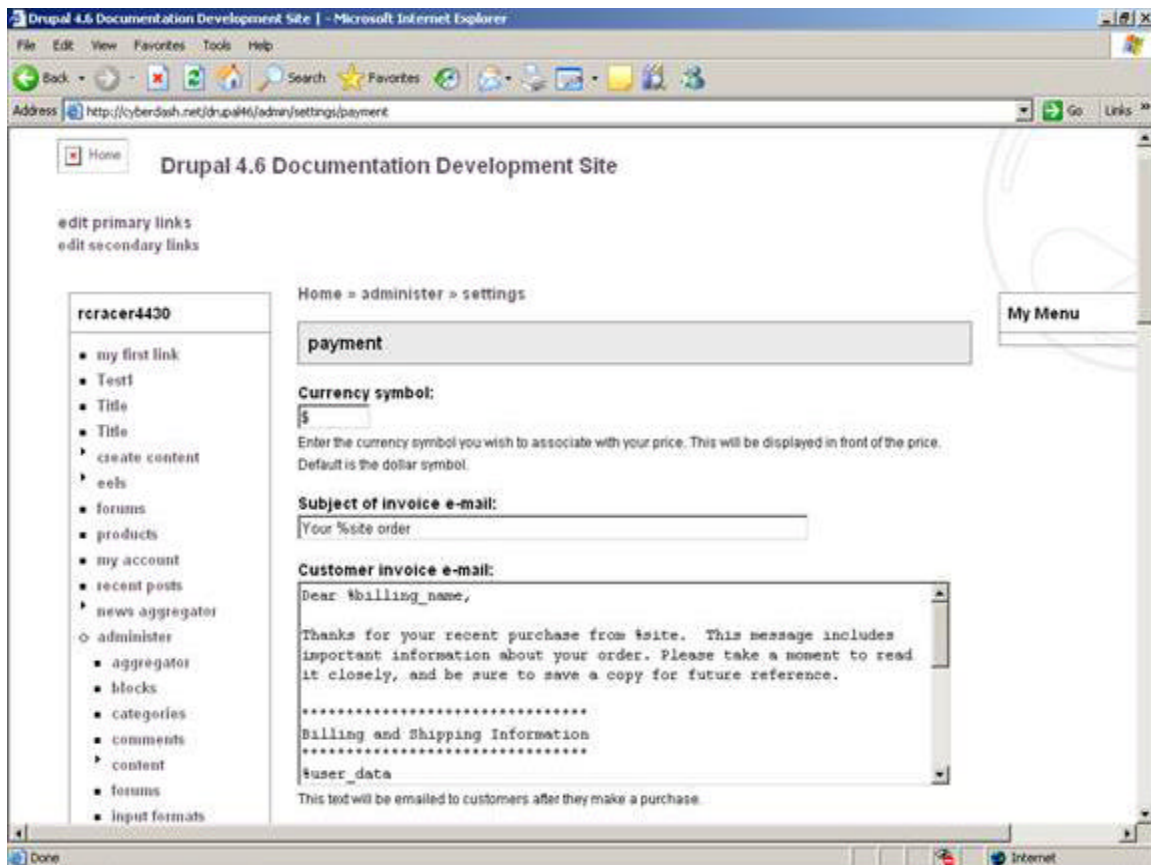 Drupal 4.6 Documentation Development Site | - Microsoft Internet Explorer
File Edit View Favorites Tools Help
Back Search Favorites
Address http://cyberdash.net/drupal46/admin/settings/payment Go Links »
Home
Drupal 4.6 Documentation Development Site
edit primary links
edit secondary links
rcracer4430
my first link
Test1
Title
Title
create content
eels
forums
products
my account
recent posts
news aggregator
administer
aggregator
blocks
categories
comments
content
forums
input formats
Home » administer » settings
payment
Currency symbol:
$
Enter the currency symbol you wish to associate with your price. This will be displayed in front of the price.
Default is the dollar symbol.
Subject of invoice e-mail:
Your %site order
Customer invoice e-mail:
Dear %billing_name,
Thanks for your recent purchase from %site.  This message includes
important information about your order. Please take a moment to read
it closely, and be sure to save a copy for future reference.
********************************
Billing and Shipping Information
********************************
%user_data
This text will be emailed to customers after they make a purchase.
My Menu
Done
Internet